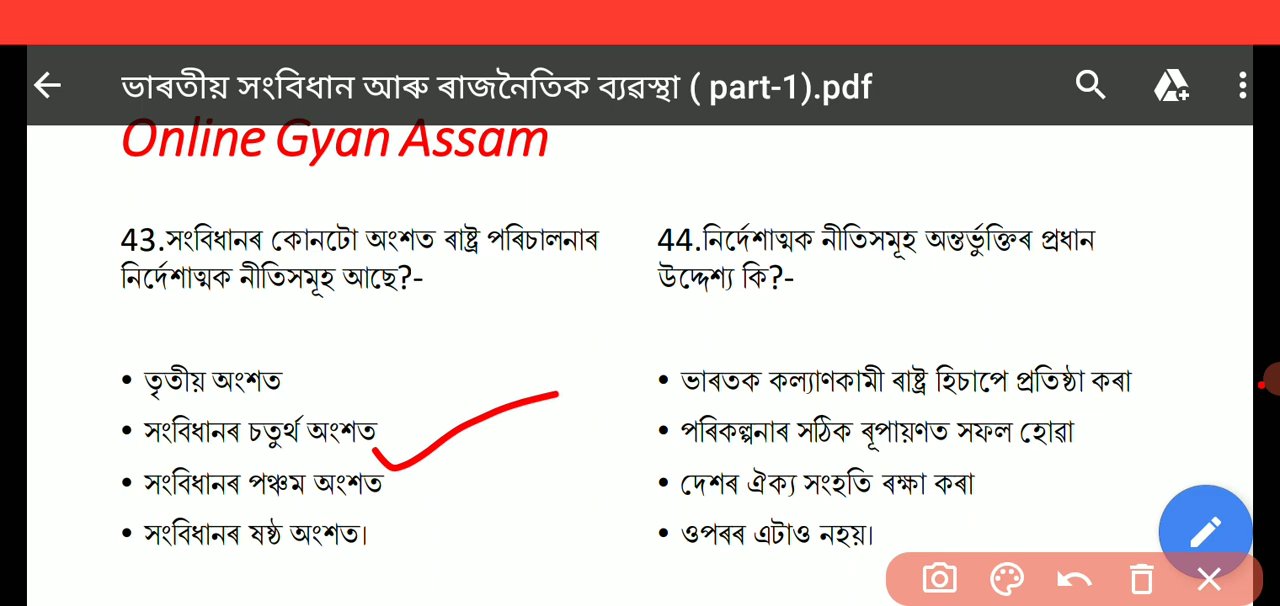 ভাৰতীয় সংবিধান আৰু ৰাজনৈতিক ব্যৱস্থা ( part-1).pdf
Online Gyan Assam
43.সংবিধানৰ কোনটো অংশত ৰাষ্ট্ৰ পৰিচালনাৰ
নিৰ্দেশাত্মক নীতিসমূহ আছে?-
• তৃতীয় অংশত
• সংবিধানৰ চতুৰ্থ অংশত
• সংবিধানৰ পঞ্চম অংশত
• সংবিধানৰ ষষ্ঠ অংশত।
44.নিৰ্দেশাত্মক নীতিসমূহ অন্তৰ্ভুক্তিৰ প্ৰধান
উদ্দেশ্য কি?-
• ভাৰতক কল্যাণকামী ৰাষ্ট্ৰ হিচাপে প্ৰতিষ্ঠা কৰা
• পৰিকল্পনাৰ সঠিক ৰূপায়ণত সফল হোৱা
• দেশৰ ঐক্য সংহতি ৰক্ষা কৰা
• ওপৰৰ এটাও নহয়।